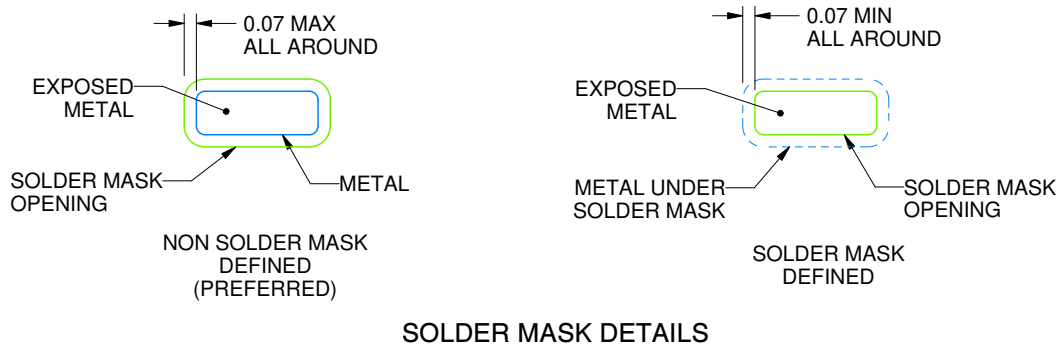 0.07 MAX
ALL AROUND
EXPOSED
METAL
SOLDER MASK
OPENING
METAL
NON SOLDER MASK
DEFINED
(PREFERRED)
0.07 MIN
ALL AROUND
EXPOSED
METAL
METAL UNDER
SOLDER MASK
SOLDER MASK
OPENING
SOLDER MASK
DEFINED
SOLDER MASK DETAILS